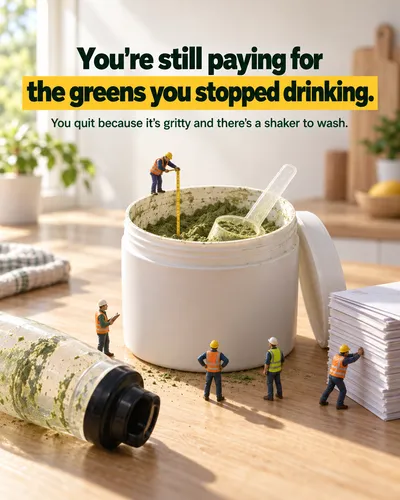 You're still paying for
the greens you stopped drinking.
You quit because it's gritty and there's a shaker to wash.